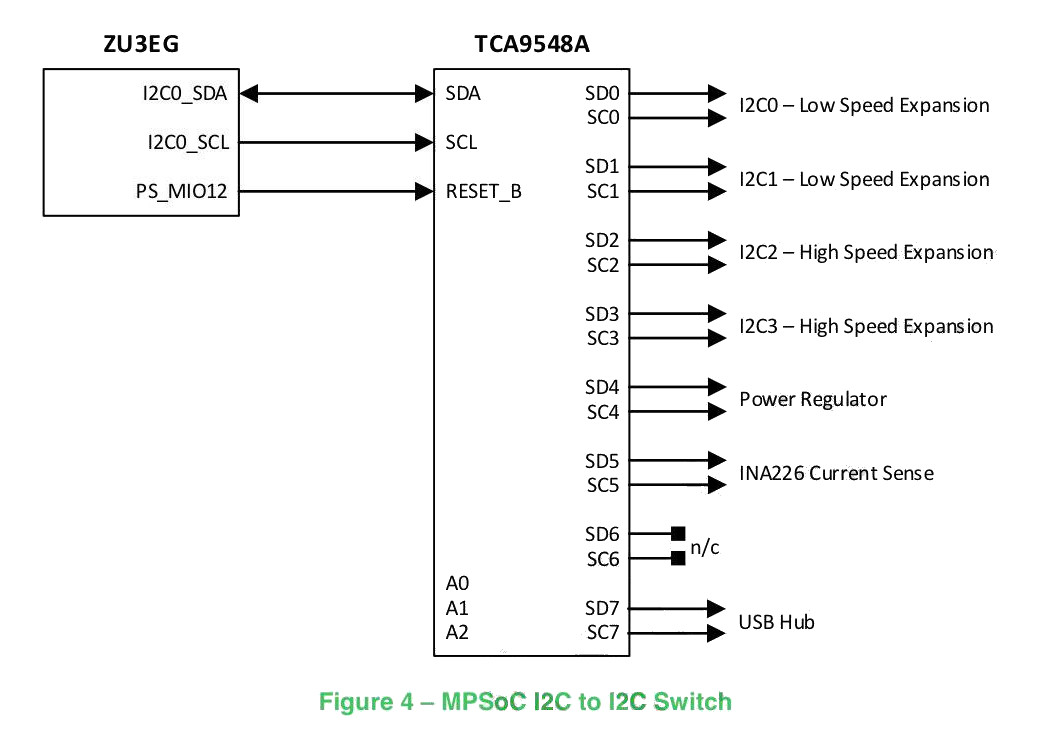 ZU3EG
TCA9548A
I2C0_SDA
I2C0_SCL
PS_MIO12
SDA
SCL
RESET_B
A0
A1
A2
SD0
SC0
I2C0 – Low Speed Expansion
SD1
SC1
I2C1 – Low Speed Expansion
SD2
SC2
I2C2 – High Speed Expansion
SD3
SC3
I2C3 – High Speed Expansion
SD4
SC4
Power Regulator
SD5
SC5
INA226 Current Sense
SD6
SC6
n/c
SD7
SC7
USB Hub
Figure 4 – MPSoC I2C to I2C Switch